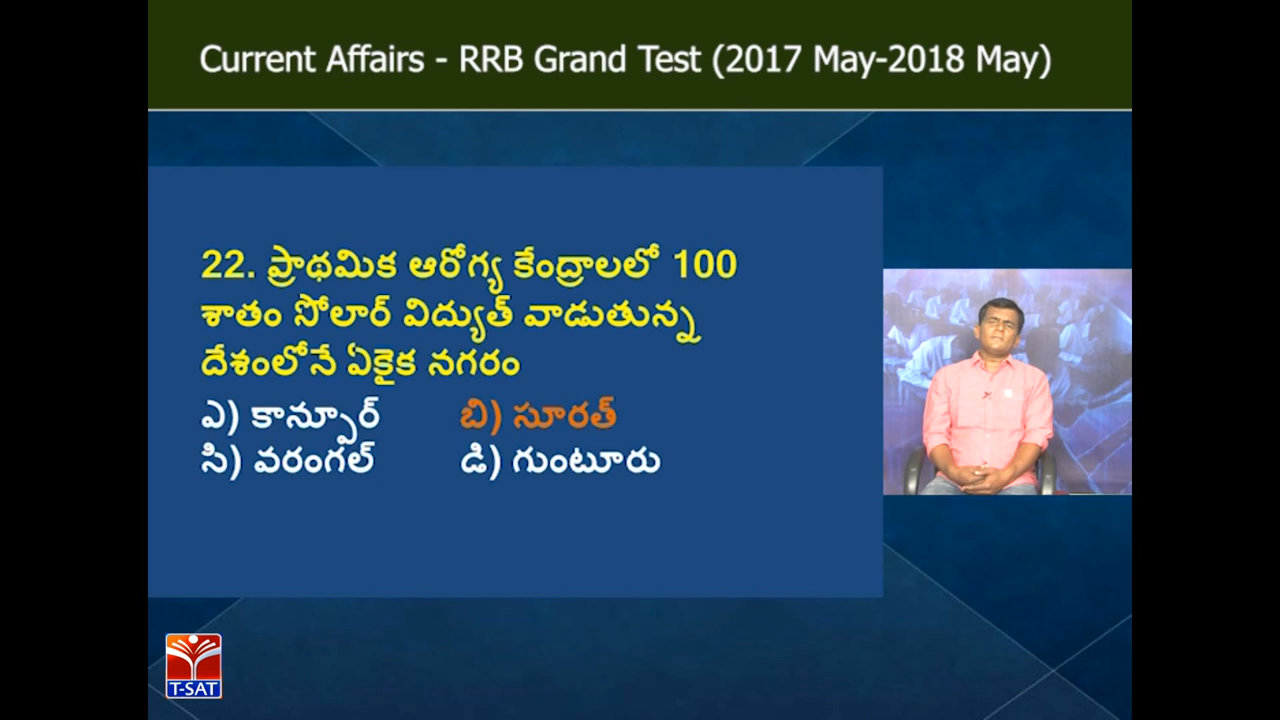 Current Affairs - RRB Grand Test (2017 May-2018 May)
22. ప్రాథమిక ఆరోగ్య కేంద్రాలలో 100
శాతం సోలార్ విద్యుత్ వాడుతున్న
దేశంలోనే ఏకైక నగరం
ఎ) కాన్పూర్ బి) సూరత్
సి) వరంగల్ డి) గుంటూరు
T-SAT